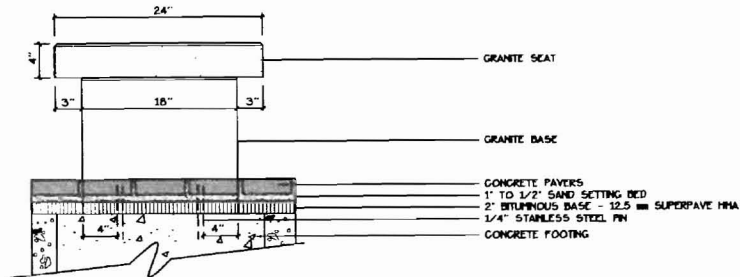 24"
4"
GRANITE SEAT
3" 18" 3"
GRANITE BASE
CONCRETE PAVERS
1" TO 1/2" SAND SETTING BED
2" BITUMINOUS BASE - 12.5 mm SUPERPAVE HMA
1/4" STAINLESS STEEL PIN
4" 4"
CONCRETE FOOTING